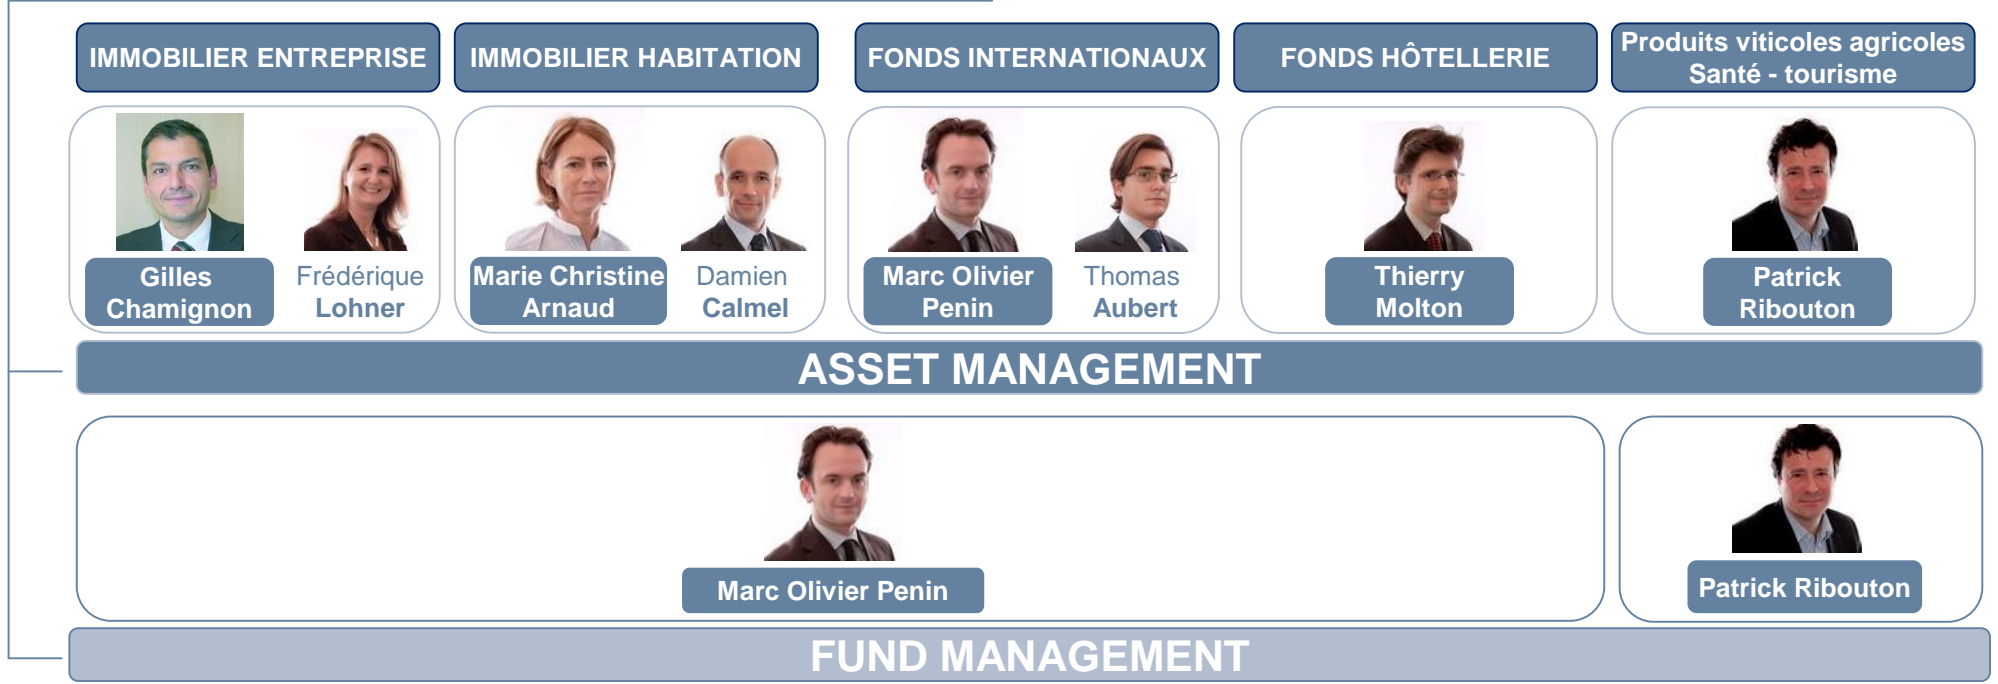 IMMOBILIER ENTREPRISE
IMMOBILIER HABITATION
FONDS INTERNATIONAUX
FONDS HÔTELLERIE
Produits viticoles agricoles
Santé - tourisme
Gilles
Chamignon
Frédérique
Lohner
Marie Christine
Arnaud
Damien
Calmel
Marc Olivier
Penin
Thomas
Aubert
Thierry
Molton
Patrick
Ribouton
ASSET MANAGEMENT
Marc Olivier Penin
Patrick Ribouton
FUND MANAGEMENT